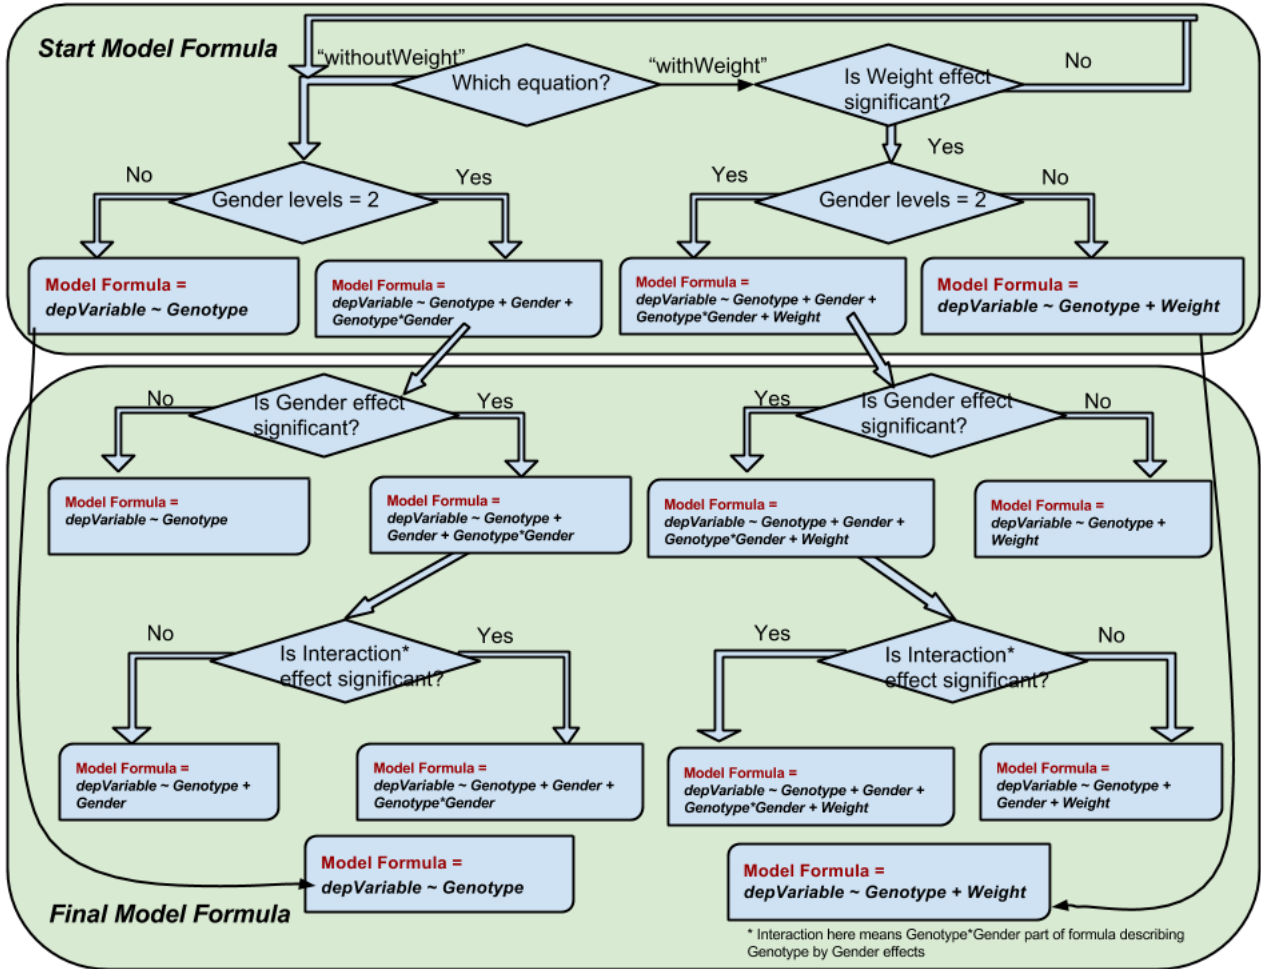 Start Model Formula
“withoutWeight”
Which equation?
“withWeight”
Is Weight effect
significant?
No
Yes
No
Gender levels = 2
Yes
Yes
Gender levels = 2
No
Model Formula =
depVariable ~ Genotype
Model Formula =
depVariable ~ Genotype + Gender +
Genotype*Gender
Model Formula =
depVariable ~ Genotype + Gender +
Genotype*Gender + Weight
Model Formula =
depVariable ~ Genotype + Weight
No
Is Gender effect
significant?
Yes
Yes
Is Gender effect
significant?
No
Model Formula =
depVariable ~ Genotype
Model Formula =
depVariable ~ Genotype +
Gender + Genotype*Gender
Model Formula =
depVariable ~ Genotype + Gender +
Genotype*Gender + Weight
Model Formula =
depVariable ~ Genotype +
Weight
No
Is Interaction*
effect significant?
Yes
Yes
Is Interaction*
effect significant?
No
Model Formula =
depVariable ~ Genotype +
Gender
Model Formula =
depVariable ~ Genotype + Gender +
Genotype*Gender
Model Formula =
depVariable ~ Genotype + Gender +
Genotype*Gender + Weight
Model Formula =
depVariable ~ Genotype +
Gender + Weight
Model Formula =
depVariable ~ Genotype
Model Formula =
depVariable ~ Genotype + Weight
Final Model Formula
* Interaction here means Genotype*Gender part of formula describing
Genotype by Gender effects